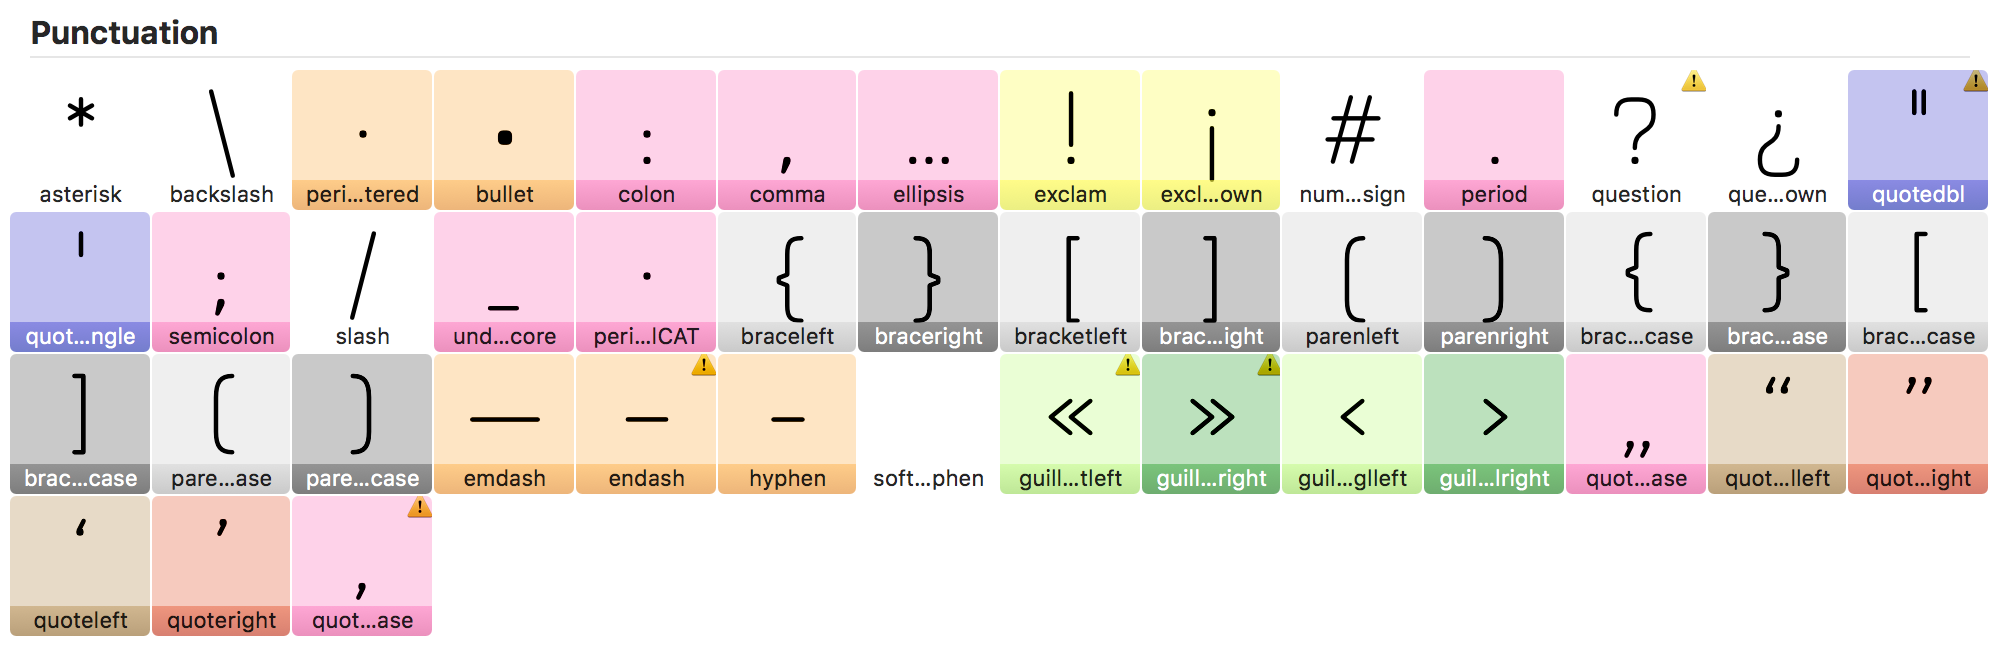 Punctuation
* \ · • : , … ! ¡ # . ? ¿ "
asterisk backslash peri...tered bullet colon comma ellipsis exclam excl...own num...sign period question que...own quotedbl
' ; / _ · { } [ ] ( ) { } [
quot...ngle semicolon slash und...core peri...lCAT braceleft braceright bracketleft brac...ight parenleft parenright brac...case brac...ase brac...case
] ( ) — – - « » ‹ › „ “ ”
brac...case pare...ase pare...case emdash endash hyphen soft...phen guill...tleft guill...right guil...glleft guil...lright quot...ase quot...lleft quot...ight
‘ ’ ‚
quoteleft quoteright quot...ase